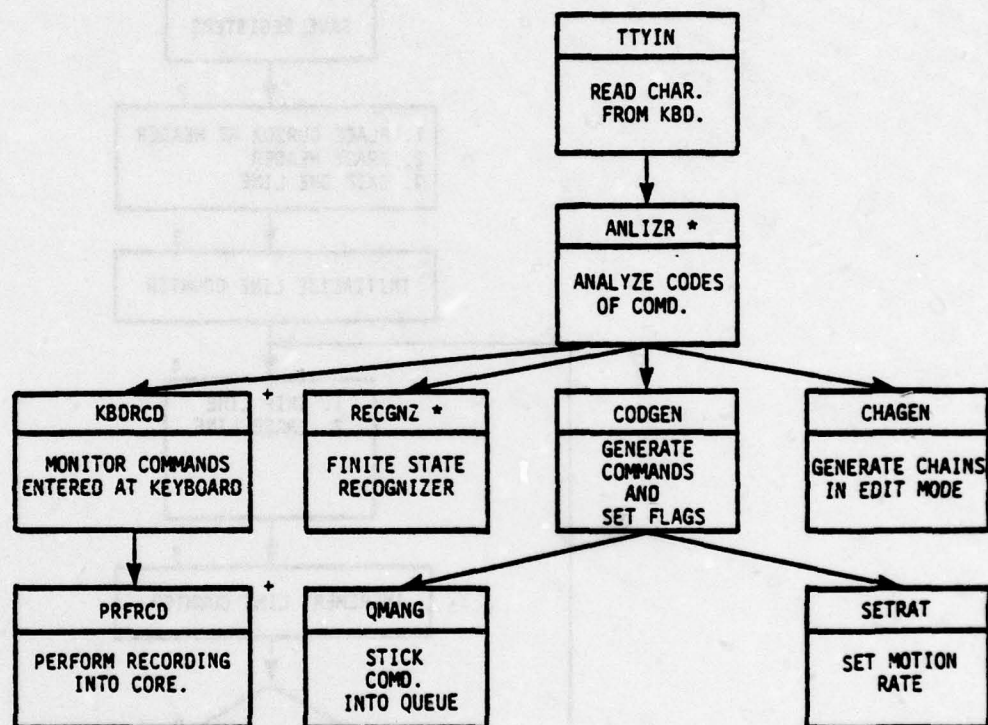 TTYIN
READ CHAR.
FROM KBD.
ANLIZR *
ANALYZE CODES
OF COMD.
KBDRCD
+
MONITOR COMMANDS
ENTERED AT KEYBOARD
RECGNZ *
FINITE STATE
RECOGNIZER
CODGEN
GENERATE
COMMANDS
AND
SET FLAGS
CHAGEN
GENERATE CHAINS
IN EDIT MODE
PRFRCD
+
PERFORM RECORDING
INTO CORE.
QMANG
STICK
COMD.
INTO QUEUE
SETRAT
SET MOTION
RATE